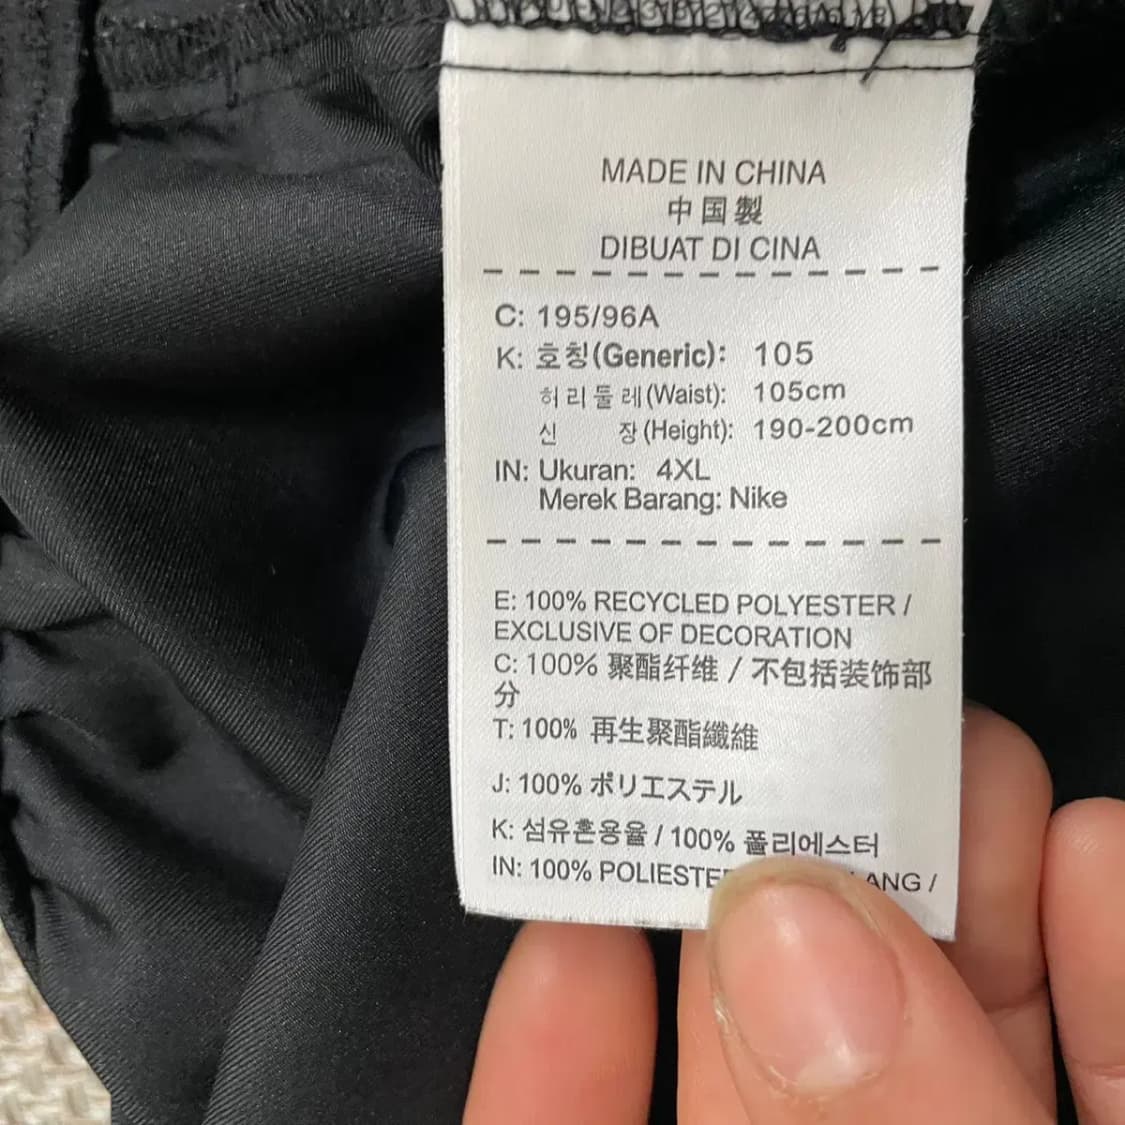 MADE IN CHINA
中国製
DIBUAT DI CINA
C: 195/96A
K: 호칭(Generic): 105
허리둘레(Waist): 105cm
신 장(Height): 190-200cm
IN: Ukuran: 4XL
Merek Barang: Nike
E: 100% RECYCLED POLYESTER /
EXCLUSIVE OF DECORATION
C: 100% 聚酯纤维 / 不包括装饰部
分
T: 100% 再生聚酯纖維
J: 100% ポリエステル
K: 섬유혼용율 / 100% 폴리에스터
IN: 100% /